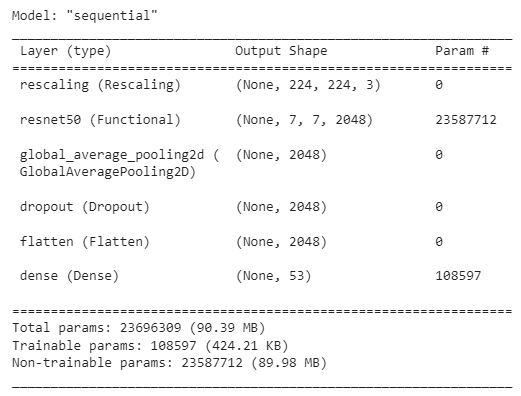 Model: "sequential"
Layer (type) Output Shape Param #
rescaling (Rescaling) (None, 224, 224, 3) 0
resnet50 (Functional) (None, 7, 7, 2048) 23587712
global_average_pooling2d ( (None, 2048) 0
GlobalAveragePooling2D)
dropout (Dropout) (None, 2048) 0
flatten (Flatten) (None, 2048) 0
dense (Dense) (None, 53) 108597
Total params: 23696309 (90.39 MB)
Trainable params: 108597 (424.21 KB)
Non-trainable params: 23587712 (89.98 MB)